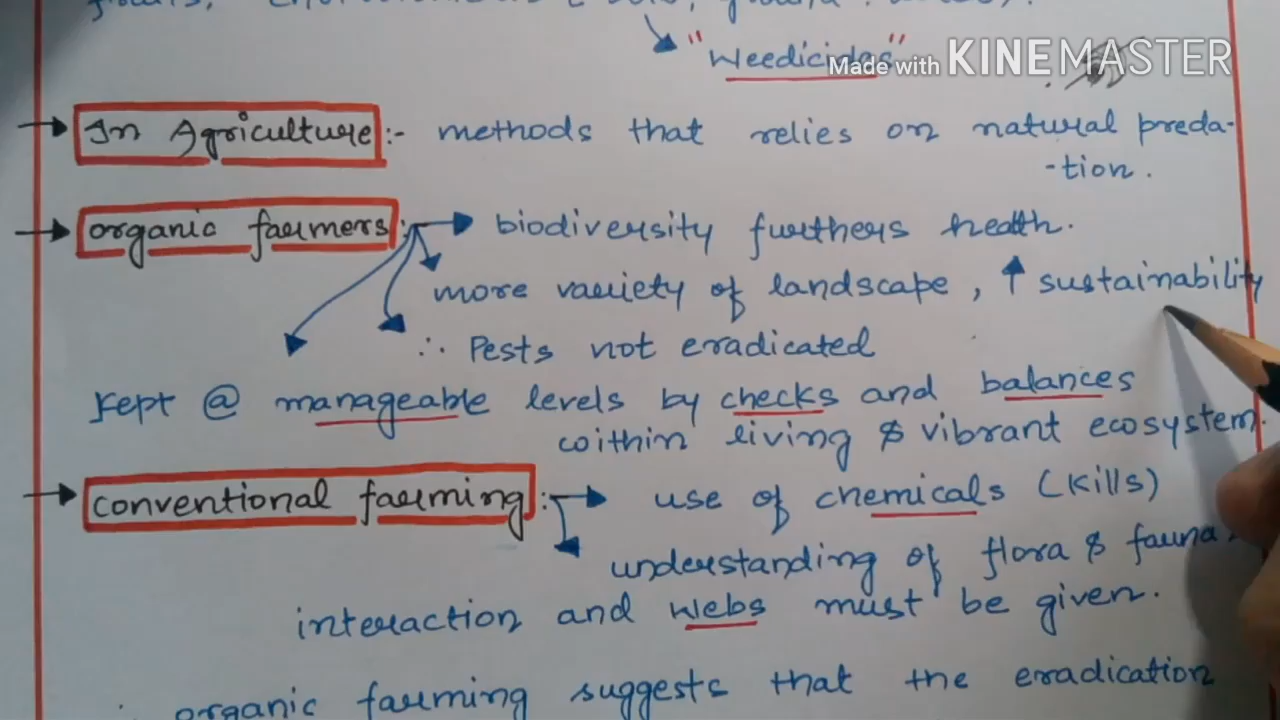 "Weedicides"
Made with KINEMASTER
In Agriculture :- methods that relies on natural preda-
-tion.
organic farmers : biodiversity furthers health.
more variety of landscape, ↑ sustainability
∴ Pests not eradicated
Kept @ manageable levels by checks and balances
within living & vibrant ecosystem.
conventional farming : use of chemicals (Kills)
understanding of flora & fauna
interaction and webs must be given.
organic farming suggests that the eradication